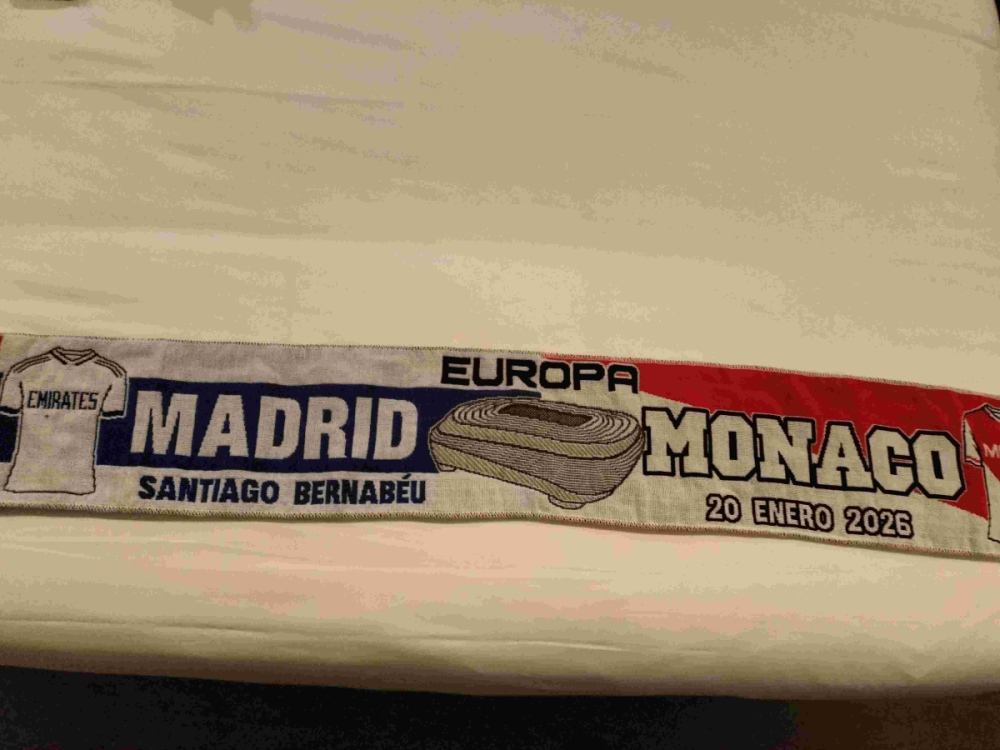 EUROPA
EMIRATES
MADRID
MONACO
SANTIAGO BERNABÉU
20 ENERO 2026